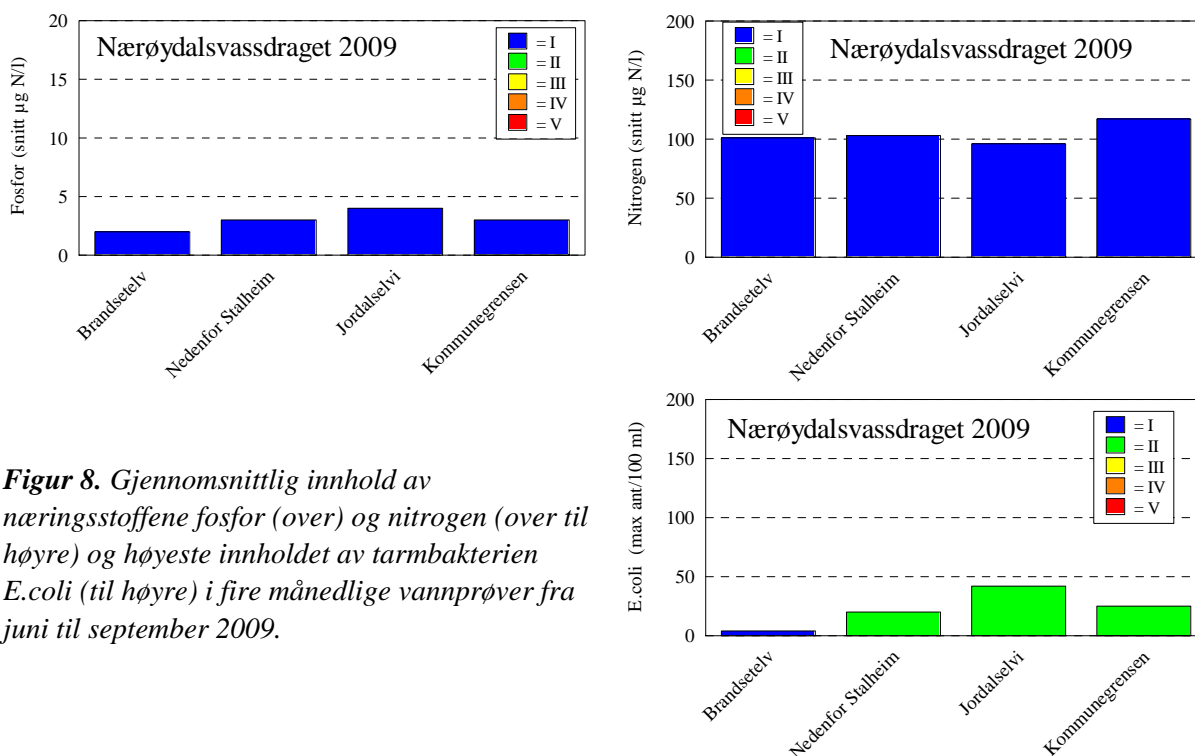 Fosfor (snitt µg N/l)
20
15
10
5
0
Nærøydalsvassdraget 2009
= I
= II
= III
= IV
= V
Brandsetelv
Nedenfor Stalheim
Jordalselvi
Kommunegrensen
Nitrogen (snitt µg N/l)
200
150
100
50
0
= I
= II
= III
= IV
= V
Nærøydalsvassdraget 2009
Brandsetelv
Nedenfor Stalheim
Jordalselvi
Kommunegrensen
Figur 8. Gjennomsnittlig innhold av
næringsstoffene fosfor (over) og nitrogen (over til
høyre) og høyeste innholdet av tarmbakterien
E.coli (til høyre) i fire månedlige vannprøver fra
juni til september 2009.
E.coli (max ant/100 ml)
200
150
100
50
0
Nærøydalsvassdraget 2009
= I
= II
= III
= IV
= V
Brandsetelv
Nedenfor Stalheim
Jordalselvi
Kommunegrensen